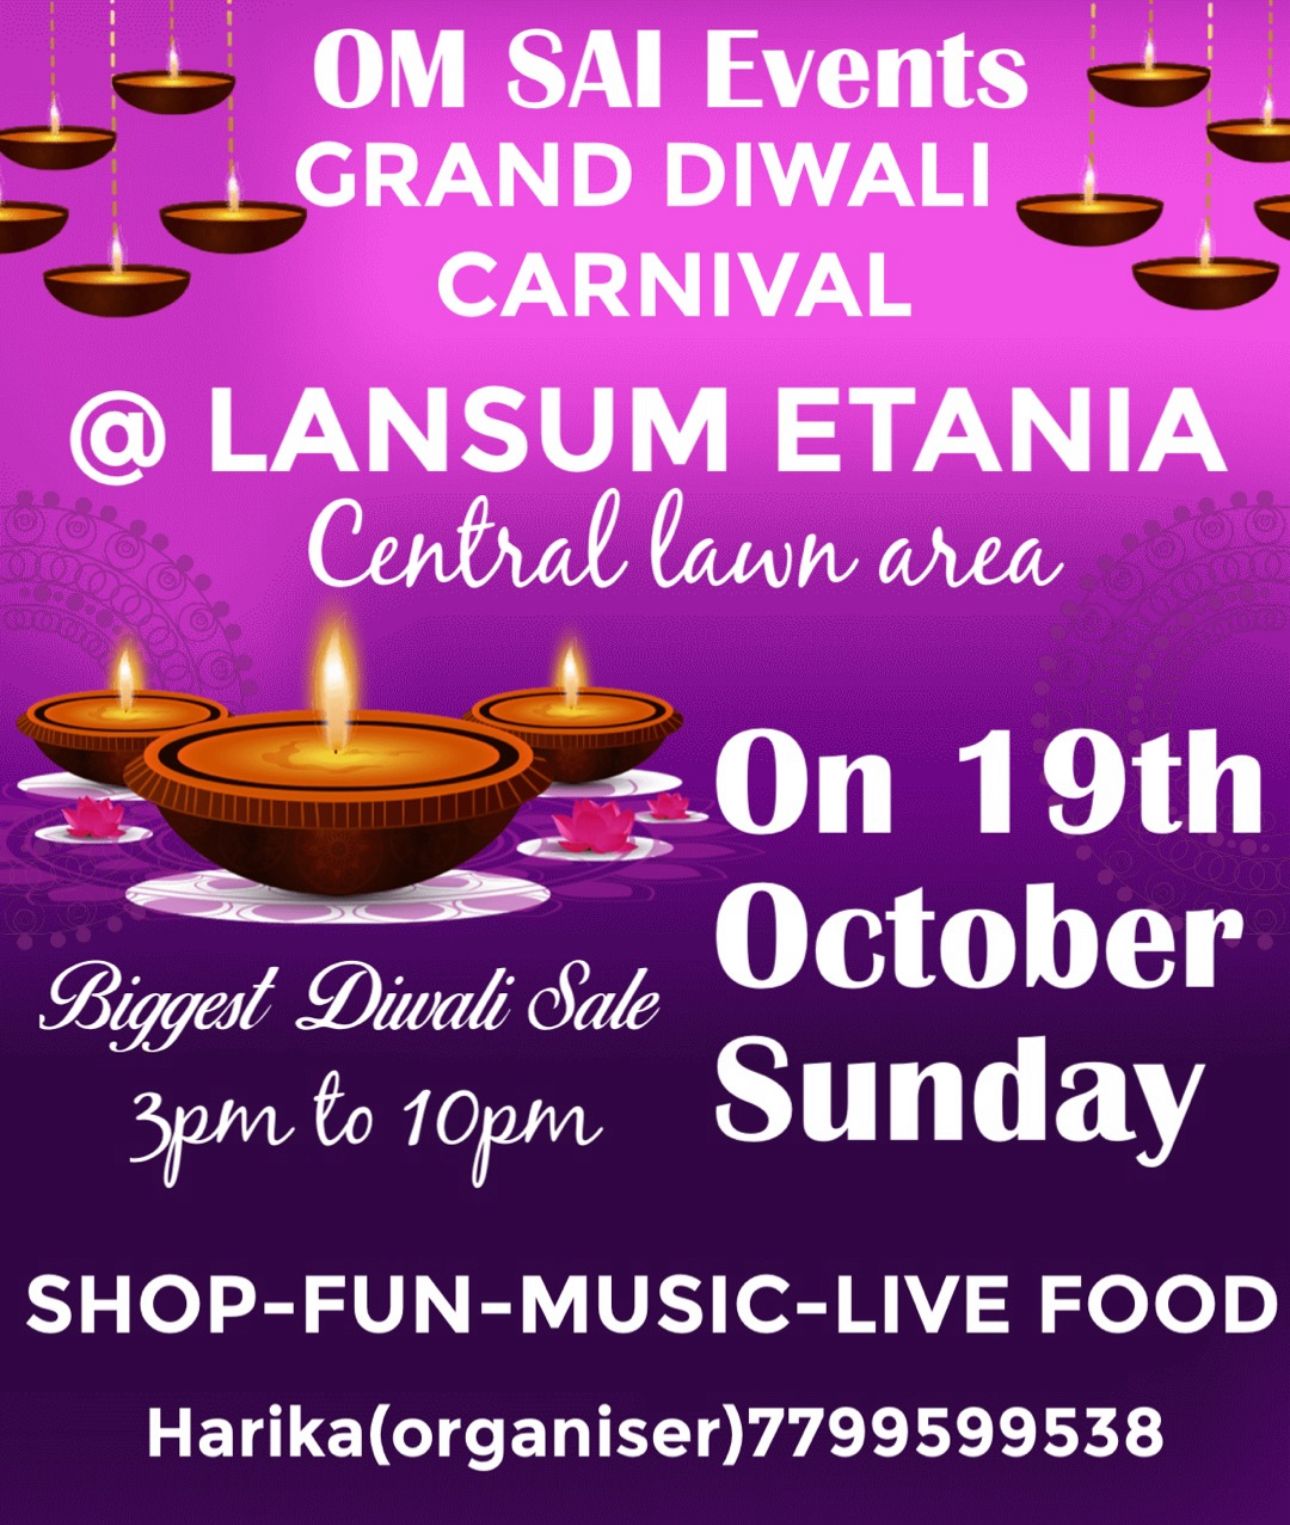 OM SAI Events
GRAND DIWALI
CARNIVAL
@ LANSUM ETANIA
Central lawn area
On 19th
October
Sunday
Biggest Diwali Sale
3pm to 10pm
SHOP-FUN-MUSIC-LIVE FOOD
Harika(organiser)7799599538